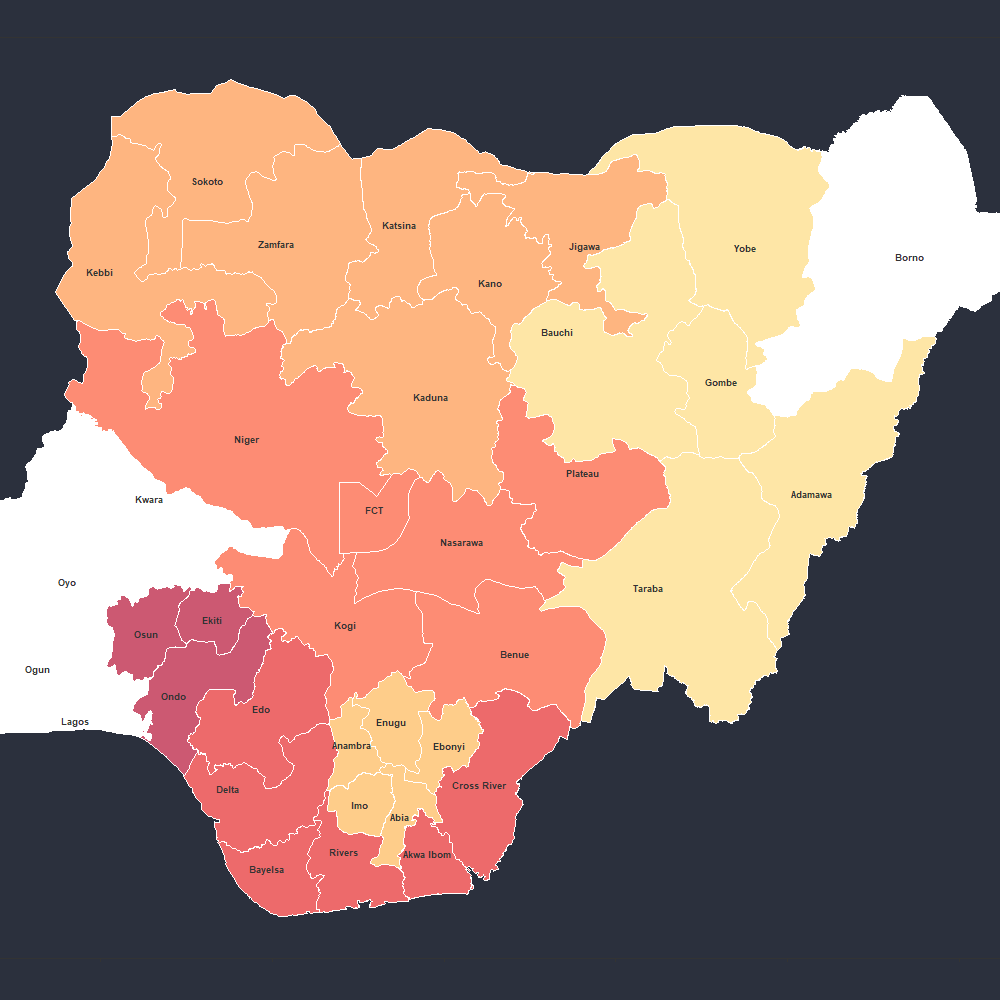 Sokoto
Katsina
Zamfara
Jigawa
Yobe
Borno
Kebbi
Kano
Bauchi
Gombe
Kaduna
Niger
Plateau
Adamawa
Kwara
FCT
Nasarawa
Oyo
Taraba
Ekiti
Kogi
Osun
Benue
Ogun
Ondo
Edo
Lagos
Enugu
Anambra
Ebonyi
Delta
Cross River
Imo
Abia
Rivers
Akwa Ibom
Bayelsa